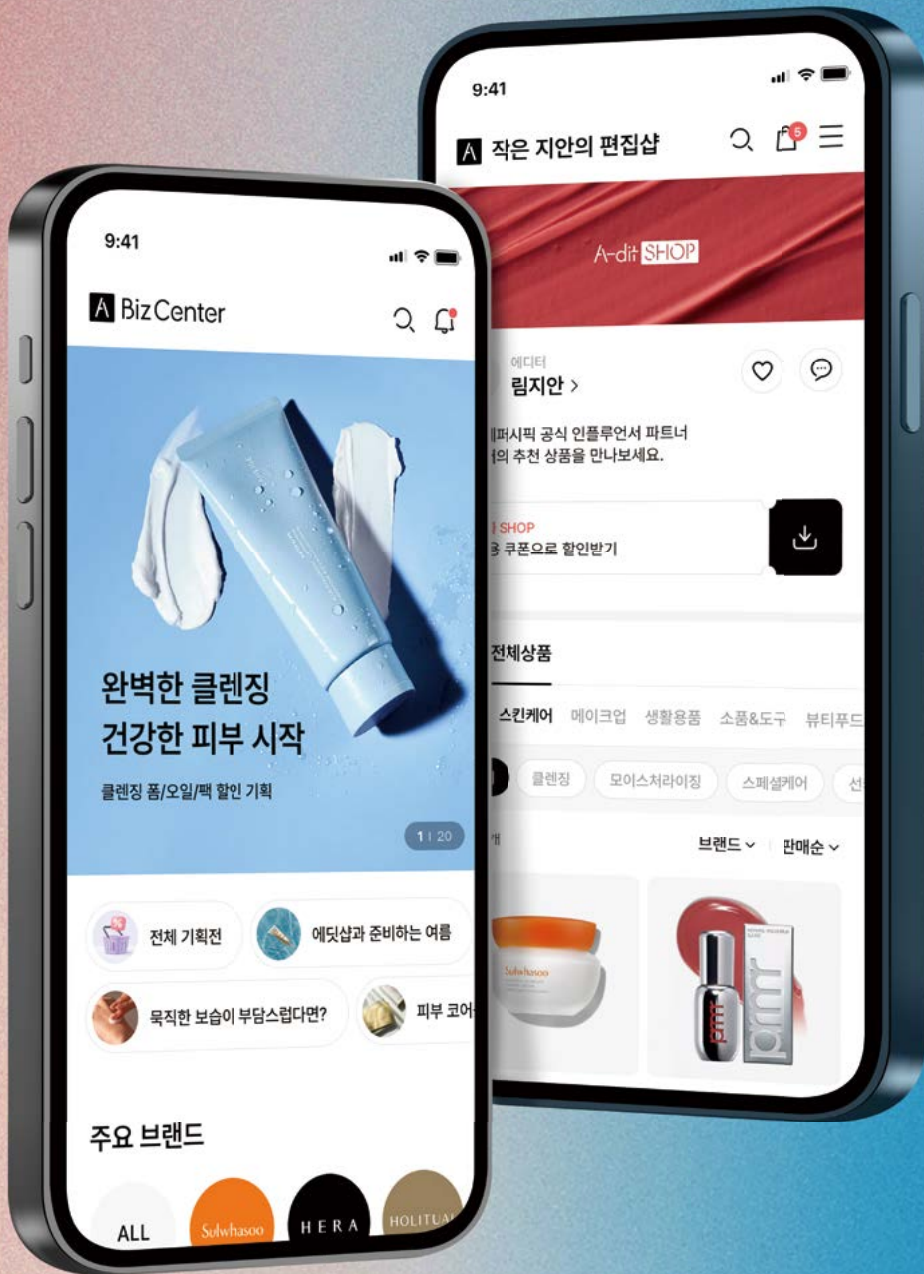 9:41
A BizCenter
완벽한 클렌징
건강한 피부 시작
클렌징 폼/오일/팩 할인 기획
1 | 20
전체 기획전
에딧샵과 준비하는 여름
묵직한 보습이 부담스럽다면?
피부 코어
주요 브랜드
ALL
Sulwhasoo
HERA
HOLITUAL
9:41
A 작은 지안의 편집샵
5
A-dit SHOP
에디터
림지안 >
퍼시픽 공식 인플루언서 파트너
의 추천 상품을 만나보세요.
SHOP
쿠폰으로 할인받기
전체상품
스킨케어 메이크업 생활용품 소품&도구 뷰티푸드
클렌징 모이스처라이징 스페셜케어 선
개
브랜드 판매순
Sulwhasoo
prmr
prmr